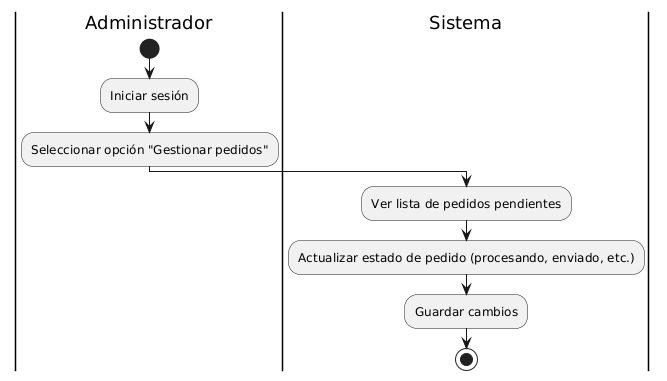 Administrador
Sistema
Iniciar sesión
Seleccionar opción "Gestionar pedidos"
Ver lista de pedidos pendientes
Actualizar estado de pedido (procesando, enviado, etc.)
Guardar cambios